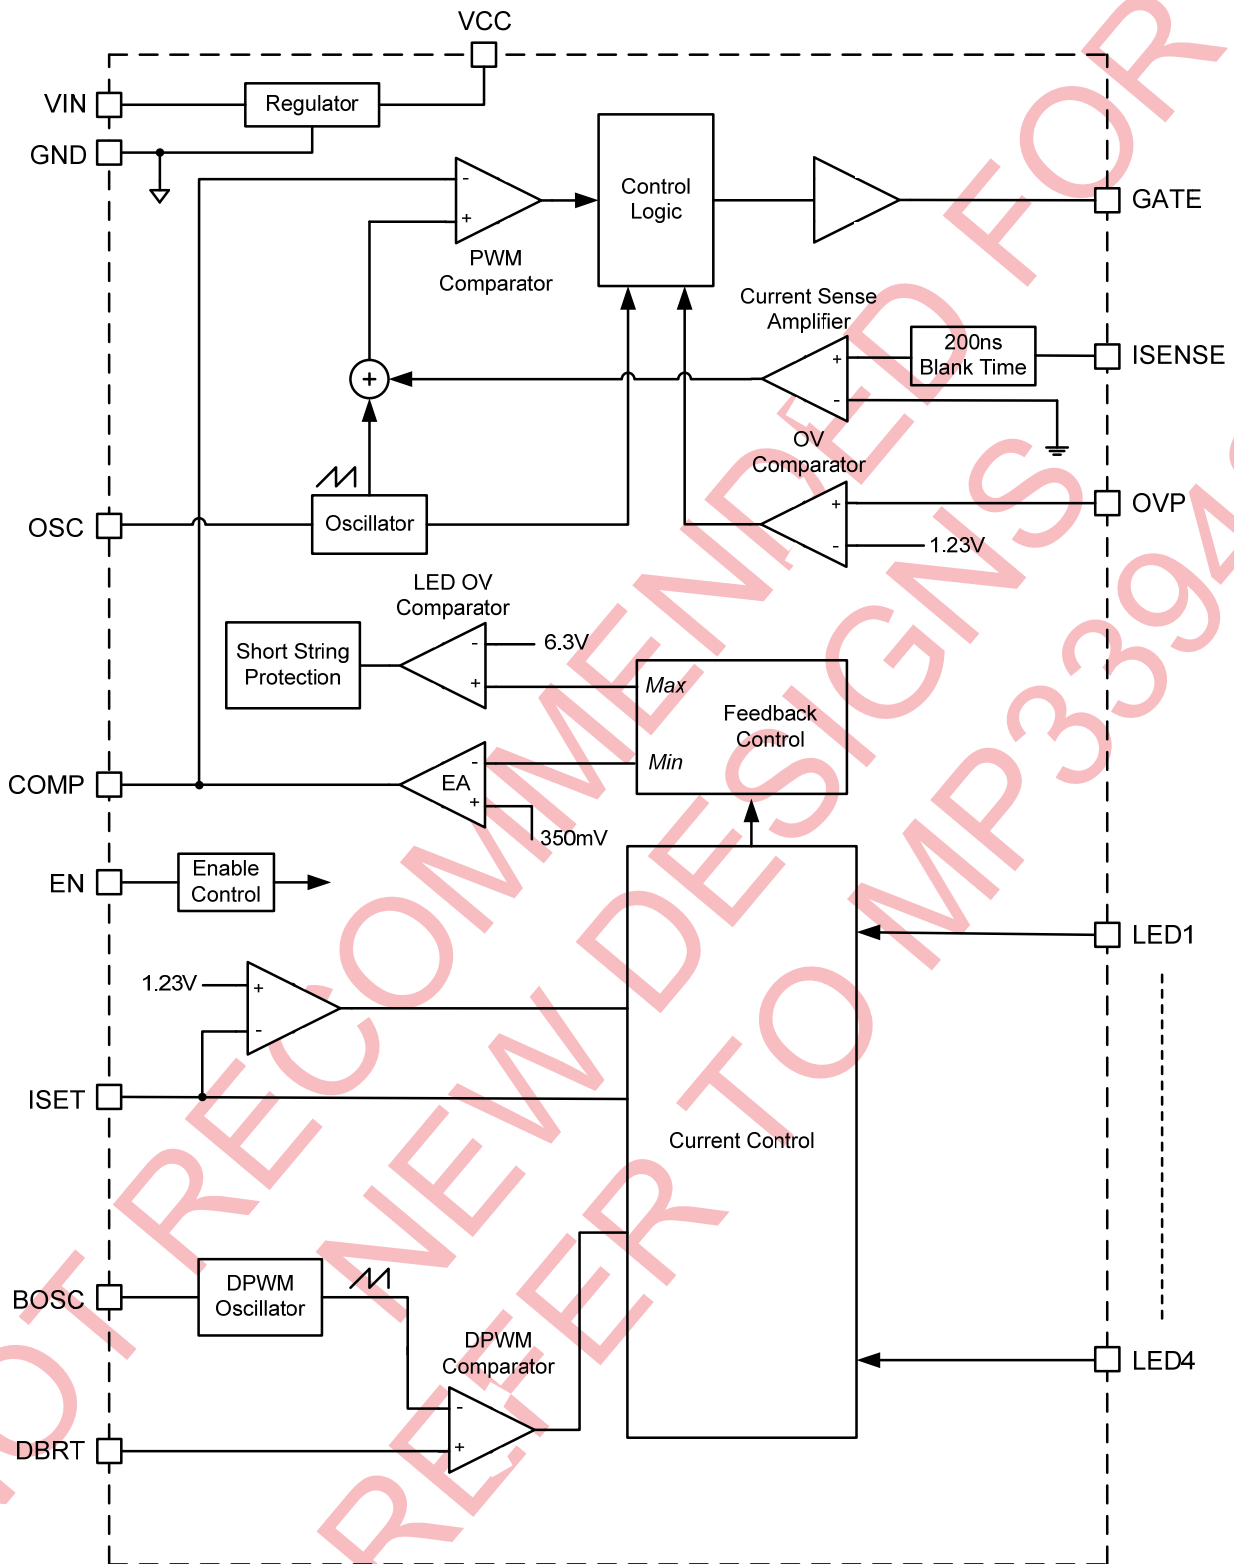 VCC
VIN
Regulator
GND
-
+
PWM
Comparator
Control
Logic
GATE
Current Sense
Amplifier
+
-
200ns
Blank Time
ISENSE
+
OV
Comparator
+
-
1.23V
OVP
OSC
Oscillator
LED OV
Comparator
Short String
Protection
-
+
6.3V
Max
Min
Feedback
Control
COMP
EA
-
+
350mV
EN
Enable
Control
LED1
1.23V
+
-
ISET
Current Control
BOSC
DPWM
Oscillator
DPWM
Comparator
-
+
LED4
DBRT
NOT RECOMMENDED FOR
NEW DESIGNS
REFER TO MP3394